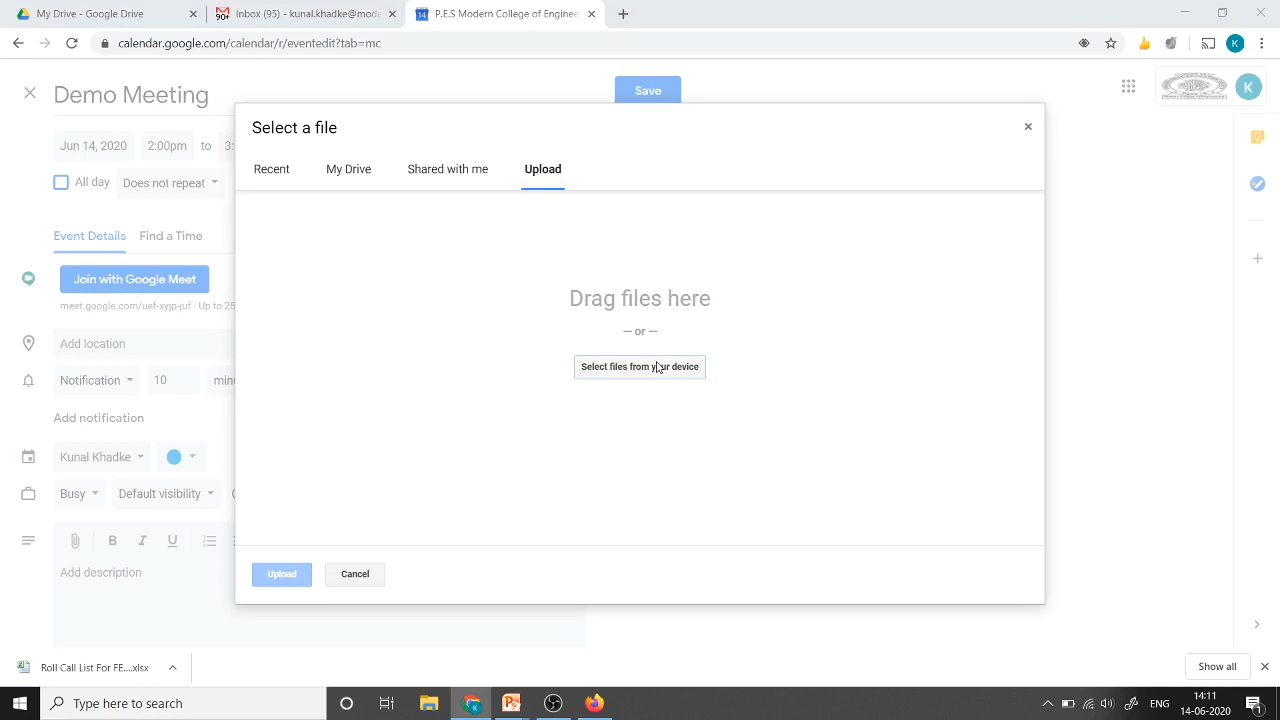 My Drive - Google Drive
Inbox (95) - kunal.khadke@mode
P.E.S Modern College of Enginee
calendar.google.com/calendar/r/eventedit?tab=mc
Demo Meeting
Save
K
Jun 14, 2020 2:00pm to 3:
All day Does not repeat
Event Details Find a Time
Join with Google Meet
meet.google.com/uef-xyjp-juf · Up to 25
Add location
Notification 10 minu
Add notification
Kunal Khadke
Busy Default visibility
B I U
Add description
Select a file
Recent My Drive Shared with me Upload
Drag files here
— or —
Select files from your device
Upload Cancel
Roll Call List For FE....xlsx
Show all
Type here to search
ENG
14:11
14-06-2020